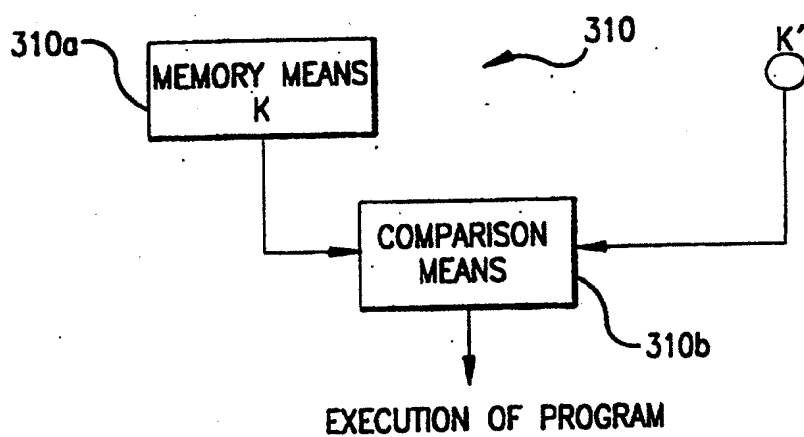 310a
MEMORY MEANS
K
310
K'
COMPARISON
MEANS
310b
EXECUTION OF PROGRAM